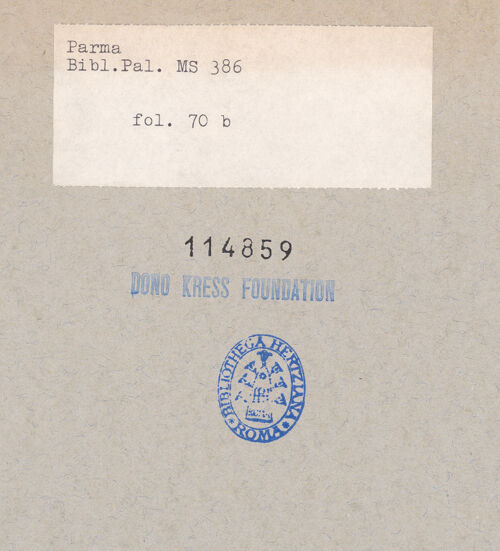 Parma
Bibl.Pal. MS 386
fol. 70 b
114859
DONO KRESS FOUNDATION
BIBLIOTHECA HERTZIANA
ROMA